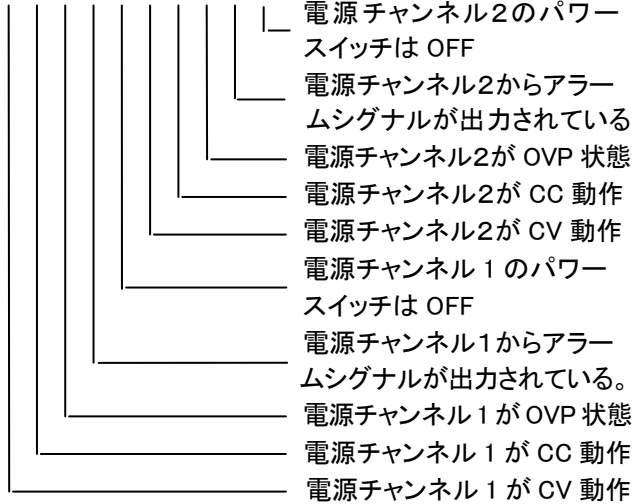 電源チャンネル2のパワー
スイッチは OFF
電源チャンネル2からアラー
ムシグナルが出力されている
電源チャンネル2が OVP 状態
電源チャンネル2が CC 動作
電源チャンネル2が CV 動作
電源チャンネル 1 のパワー
スイッチは OFF
電源チャンネル1からアラー
ムシグナルが出力されている。
電源チャンネル 1 が OVP 状態
電源チャンネル 1 が CC 動作
電源チャンネル 1 が CV 動作